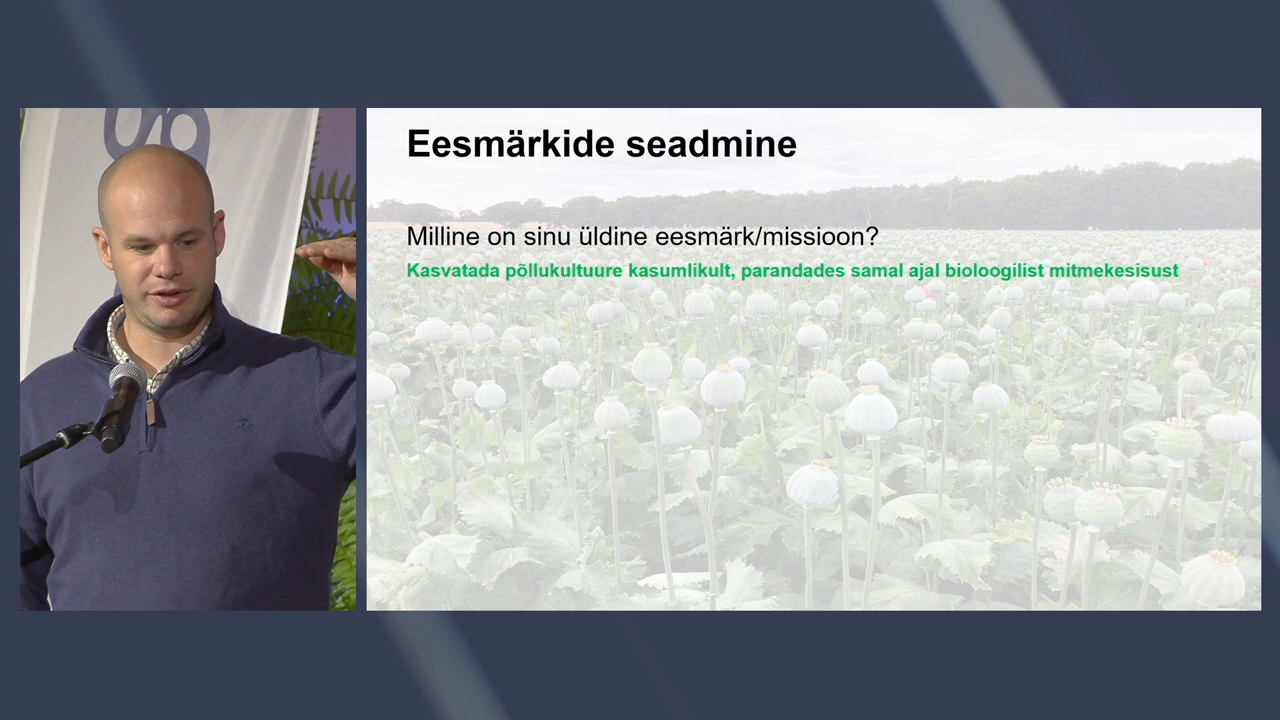 Eesmärkide seadmine
Milline on sinu üldine eesmärk/missioon?
Kasvatada põllukultuure kasumlikult, parandades samal ajal bioloogilist mitmekesisust